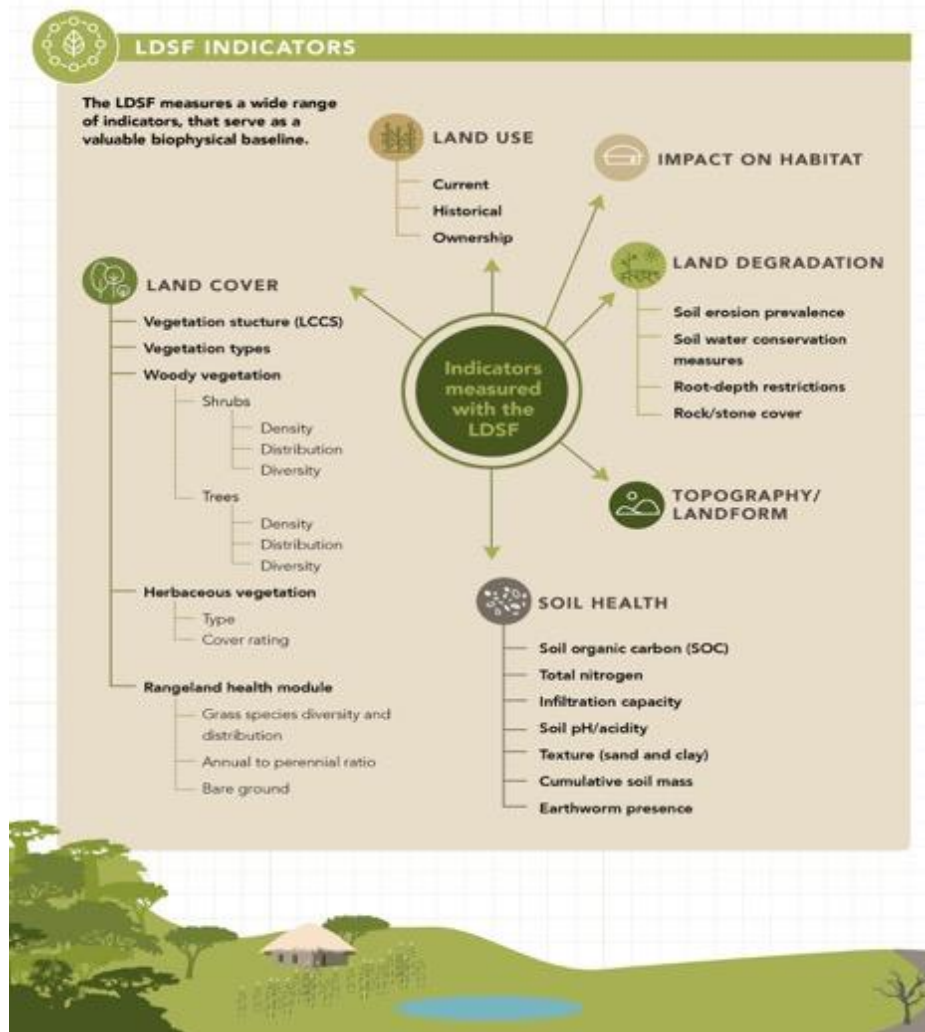 LDSF INDICATORS
The LDSF measures a wide range
of indicators, that serve as a
valuable biophysical baseline.
LAND USE
Current
Historical
Ownership
IMPACT ON HABITAT
LAND DEGRADATION
Soil erosion prevalence
Soil water conservation
measures
Root-depth restrictions
Rock/stone cover
LAND COVER
Vegetation stucture (LCCS)
Vegetation types
Woody vegetation
Shrubs
Density
Distribution
Diversity
Trees
Density
Distribution
Diversity
Herbaceous vegetation
Type
Cover rating
Rangeland health module
Grass species diversity and
distribution
Annual to perennial ratio
Bare ground
Indicators
measured
with the
LDSF
TOPOGRAPHY/
LANDFORM
SOIL HEALTH
Soil organic carbon (SOC)
Total nitrogen
Infiltration capacity
Soil pH/acidity
Texture (sand and clay)
Cumulative soil mass
Earthworm presence